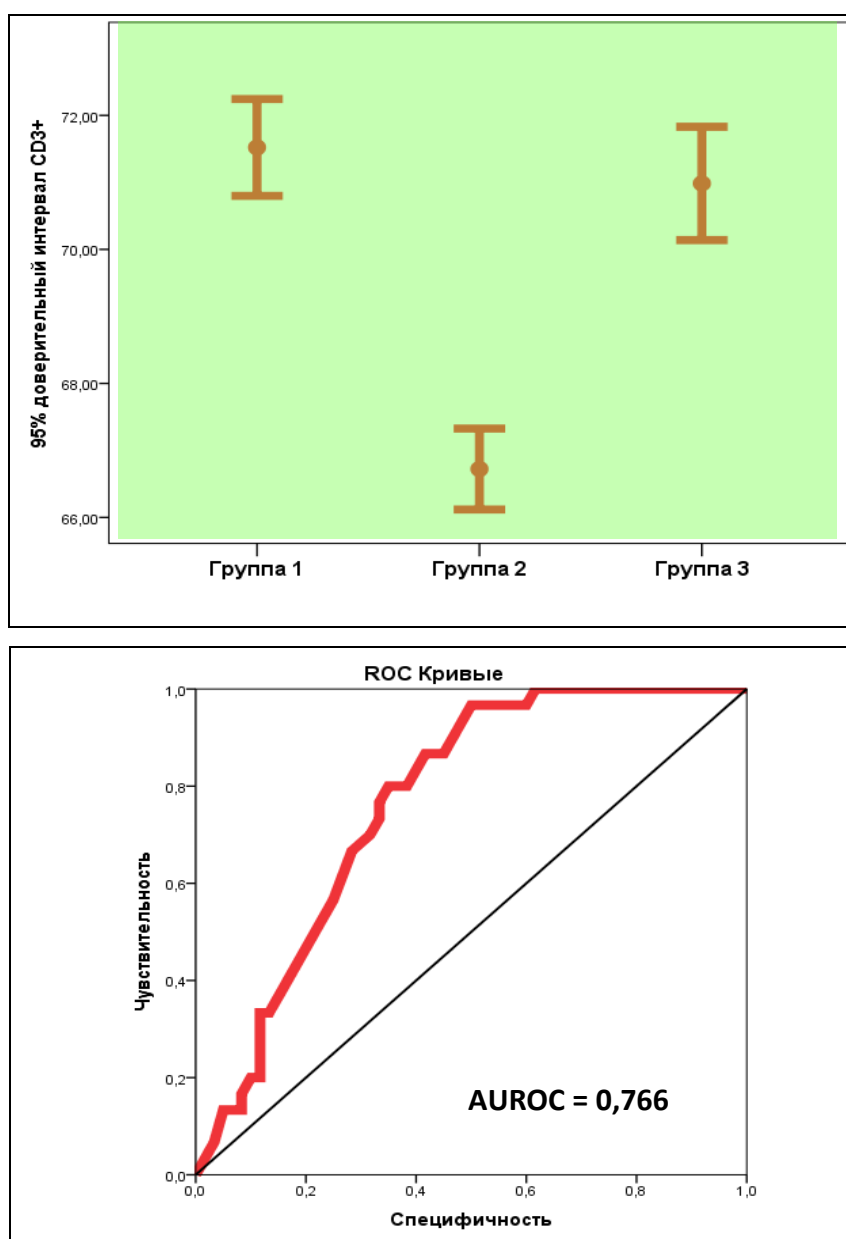 95% доверительный интервал CD3+
72,00
70,00
68,00
66,00
Группа 1 Группа 2 Группа 3
ROC Кривые
Чувствительность
1,0
0,8
0,6
0,4
0,2
0,0
AUROC = 0,766
0,0 0,2 0,4 0,6 0,8 1,0
Специфичность